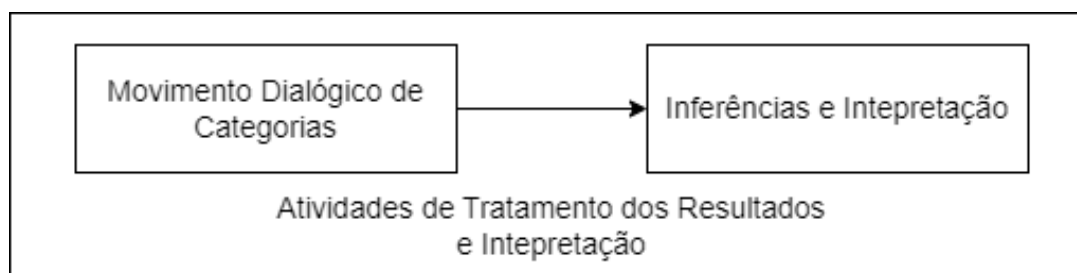 Movimento Dialógico de
Categorias
Inferências e Intepretação
Atividades de Tratamento dos Resultados
e Intepretação